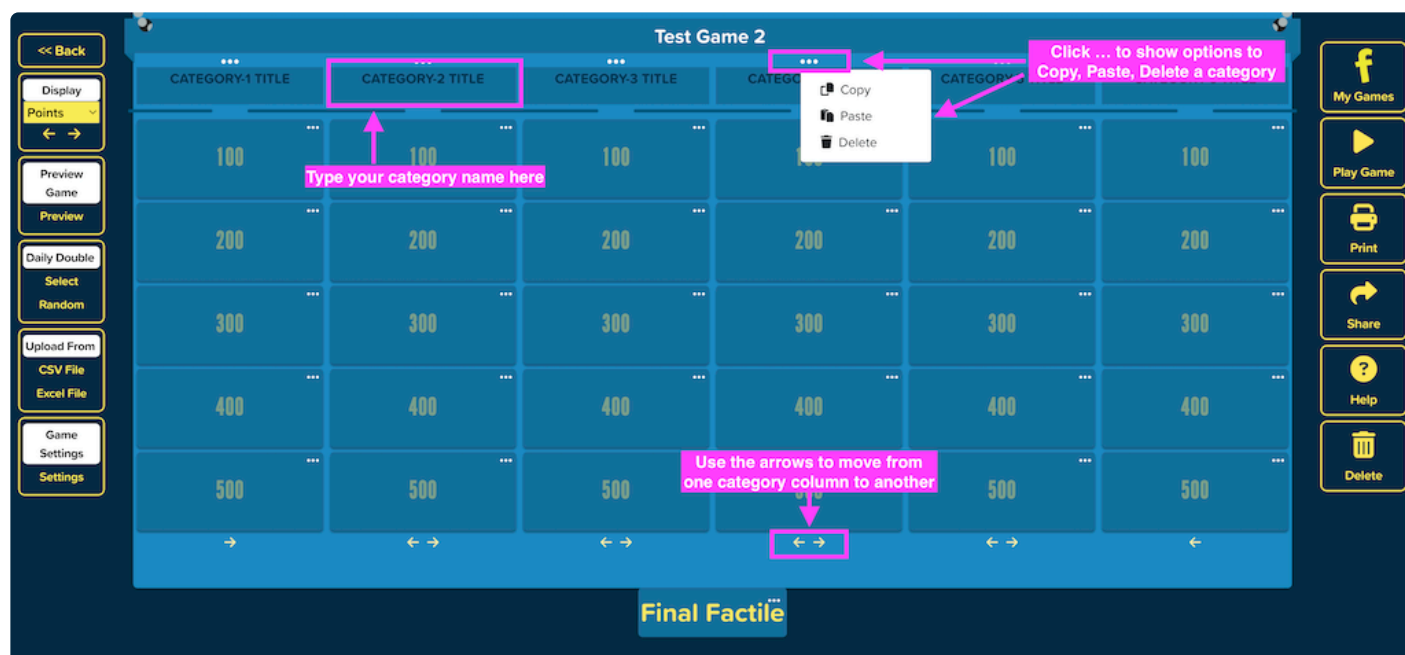 Test Game 2
<< Back
Display
Points
← →
Preview
Game
Preview
Daily Double
Select
Random
Upload From
CSV File
Excel File
Game
Settings
Settings
Click ... to show options to
Copy, Paste, Delete a category
••• ••• ••• ••• •••
CATEGORY-1 TITLE CATEGORY-2 TITLE CATEGORY-3 TITLE
Copy
Paste
Delete
Type your category name here
100 100 100 100 100
200 200 200 200 200 200
300 300 300 300 300 300
400 400 400 400 400 400
Use the arrows to move from
one category column to another
500 500 500 500 500
→ ← → ← → ← → ← → ←
Final Factile
My Games
Play Game
Print
Share
?
Help
Delete